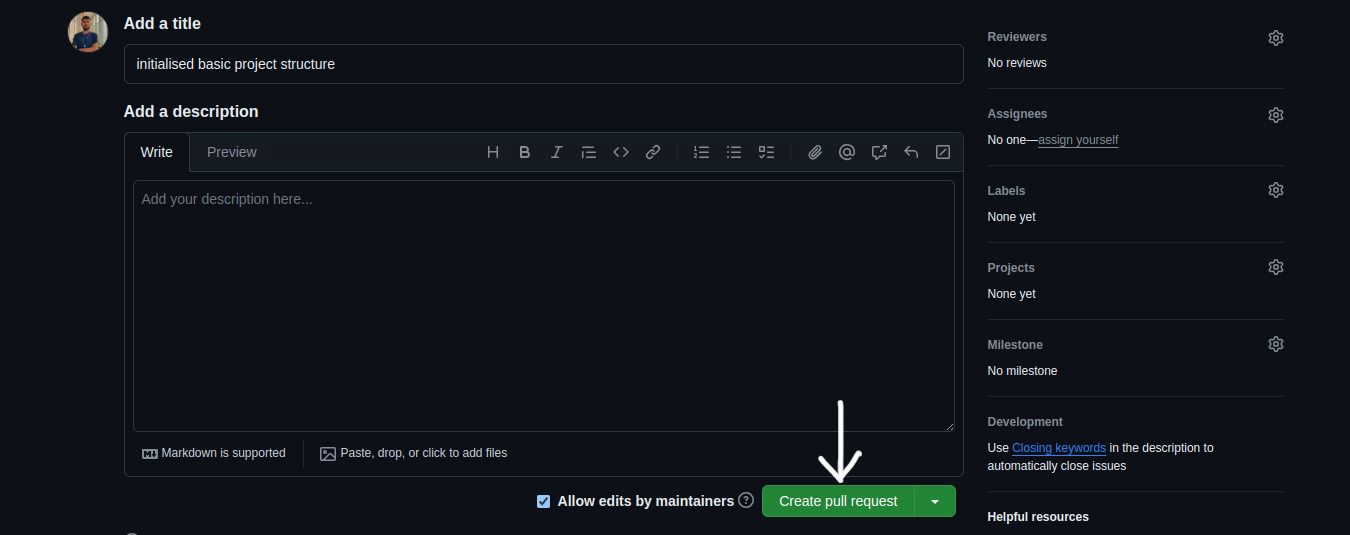 Add a title
initialised basic project structure
Add a description
Write Preview
Add your description here...
Markdown is supported Paste, drop, or click to add files
Allow edits by maintainers Create pull request
Reviewers
No reviews
Assignees
No one—assign yourself
Labels
None yet
Projects
None yet
Milestone
No milestone
Development
Use Closing keywords in the description to
automatically close issues
Helpful resources